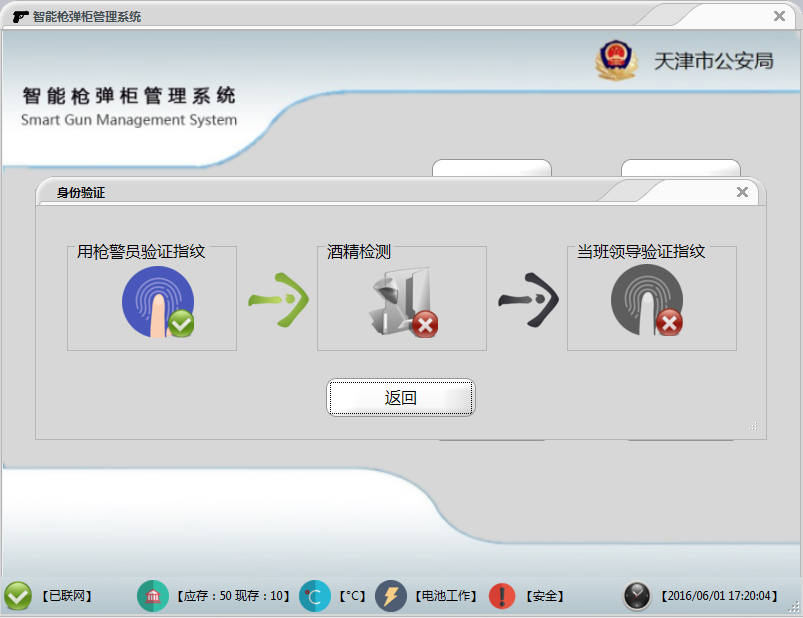 智能枪弹柜管理系统
天津市公安局
智能枪弹柜管理系统
Smart Gun Management System
身份验证
用枪警员验证指纹
酒精检测
当班领导验证指纹
返回
【已联网】 【应存：50 现存：10】 【°C】 【电池工作】 【安全】 【2016/06/01 17:20:04】